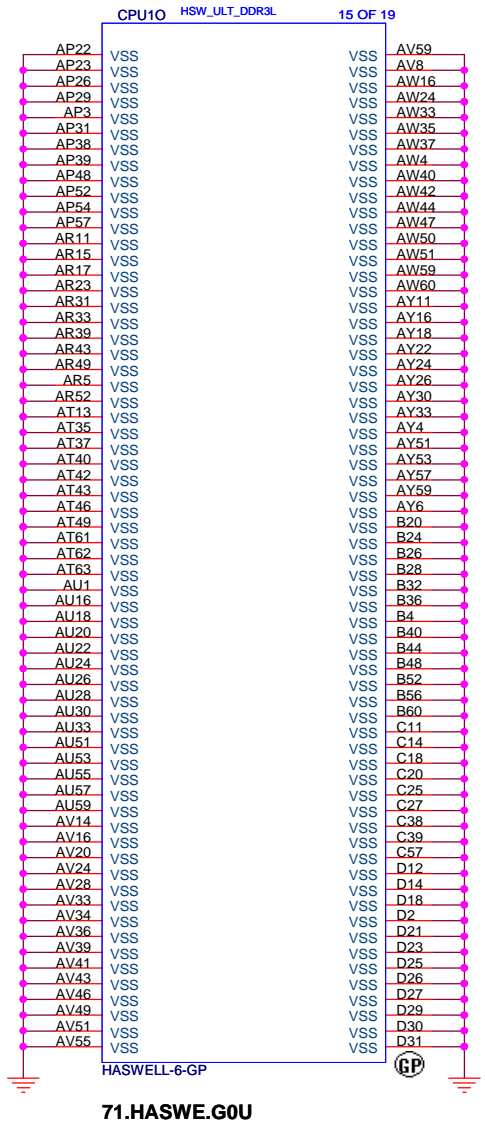 CPU1O HSW_ULT_DDR3L 15 OF 19
AP22 VSS VSS AV59
AP23 VSS VSS AV8
AP26 VSS VSS AW16
AP29 VSS VSS AW24
AP3 VSS VSS AW33
AP31 VSS VSS AW35
AP38 VSS VSS AW37
AP39 VSS VSS AW4
AP48 VSS VSS AW40
AP52 VSS VSS AW42
AP54 VSS VSS AW44
AP57 VSS VSS AW47
AR11 VSS VSS AW50
AR15 VSS VSS AW51
AR17 VSS VSS AW59
AR23 VSS VSS AW60
AR31 VSS VSS AY11
AR33 VSS VSS AY16
AR39 VSS VSS AY18
AR43 VSS VSS AY22
AR49 VSS VSS AY24
AR5 VSS VSS AY26
AR52 VSS VSS AY30
AT13 VSS VSS AY33
AT35 VSS VSS AY4
AT37 VSS VSS AY51
AT40 VSS VSS AY53
AT42 VSS VSS AY57
AT43 VSS VSS AY59
AT46 VSS VSS AY6
AT49 VSS VSS B20
AT61 VSS VSS B24
AT62 VSS VSS B26
AT63 VSS VSS B28
AU1 VSS VSS B32
AU16 VSS VSS B36
AU18 VSS VSS B4
AU20 VSS VSS B40
AU22 VSS VSS B44
AU24 VSS VSS B48
AU26 VSS VSS B52
AU28 VSS VSS B56
AU30 VSS VSS B60
AU33 VSS VSS C11
AU51 VSS VSS C14
AU53 VSS VSS C18
AU55 VSS VSS C20
AU57 VSS VSS C25
AU59 VSS VSS C27
AV14 VSS VSS C38
AV16 VSS VSS C39
AV20 VSS VSS C57
AV24 VSS VSS D12
AV28 VSS VSS D14
AV33 VSS VSS D18
AV34 VSS VSS D2
AV36 VSS VSS D21
AV39 VSS VSS D23
AV41 VSS VSS D25
AV43 VSS VSS D26
AV46 VSS VSS D27
AV49 VSS VSS D29
AV51 VSS VSS D30
AV55 VSS VSS D31
HASWELL-6-GP GP
71.HASWE.G0U